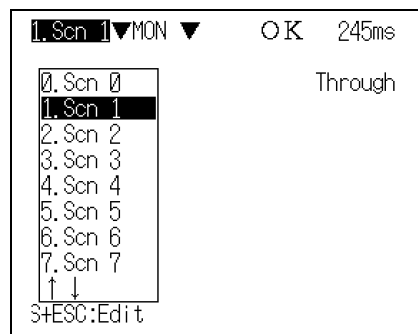 1.Scn 1▼MON ▼ OK 245ms
Through
0.Scn 0
1.Scn 1
2.Scn 2
3.Scn 3
4.Scn 4
5.Scn 5
6.Scn 6
7.Scn 7
↑ ↓
S+ESC:Edit